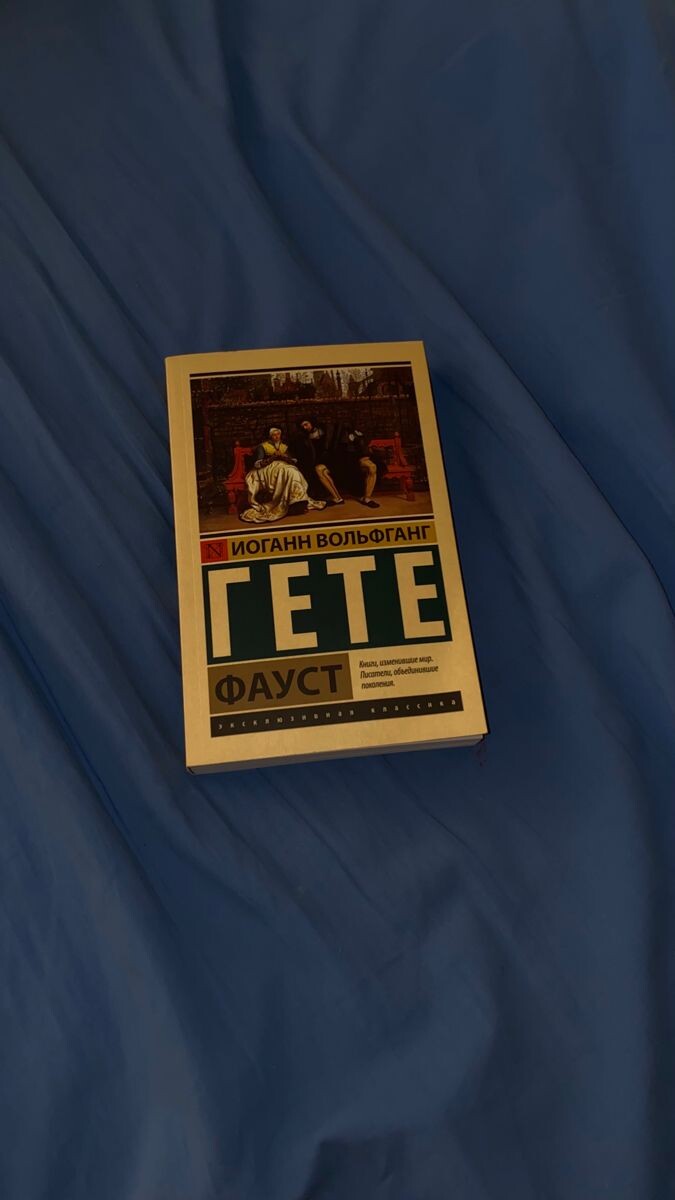 ИОГАНН ВОЛЬФГАНГ
ГЕТЕ
ФАУСТ
Книги, изменившие мир.
Писатели, объединившие
поколения.
эксклюзивная классика